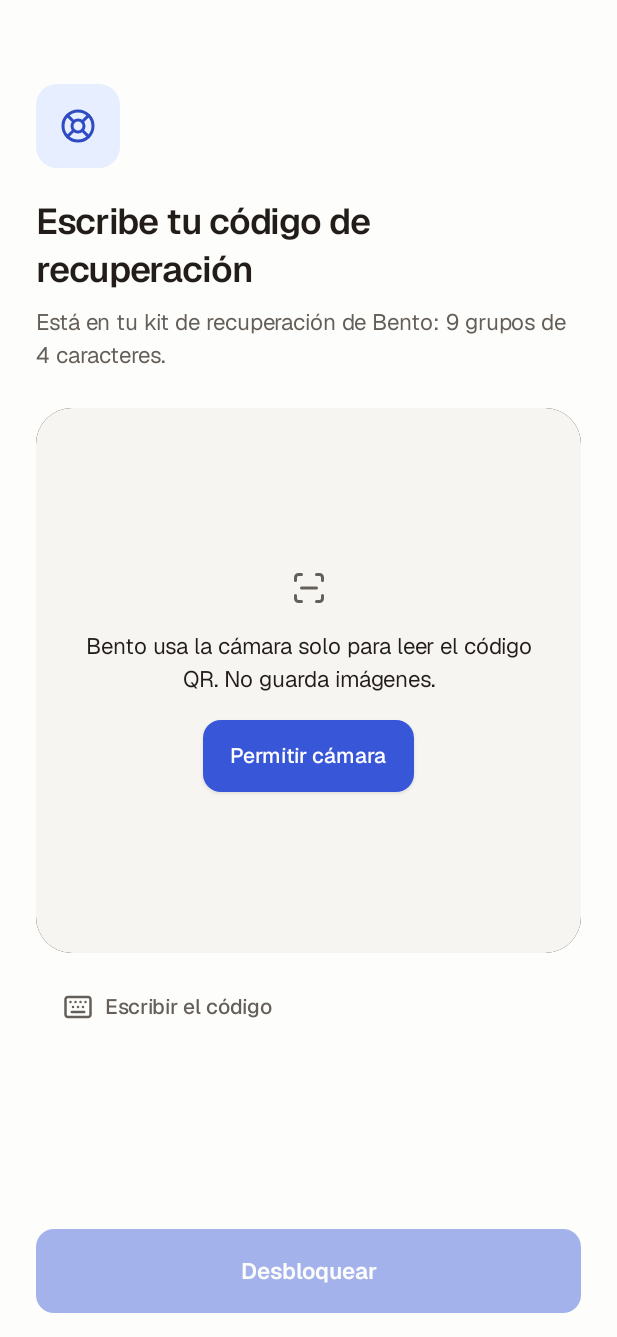 Escribe tu código de
recuperación
Está en tu kit de recuperación de Bento: 9 grupos de
4 caracteres.
Bento usa la cámara solo para leer el código
QR. No guarda imágenes.
Permitir cámara
Escribir el código
Desbloquear